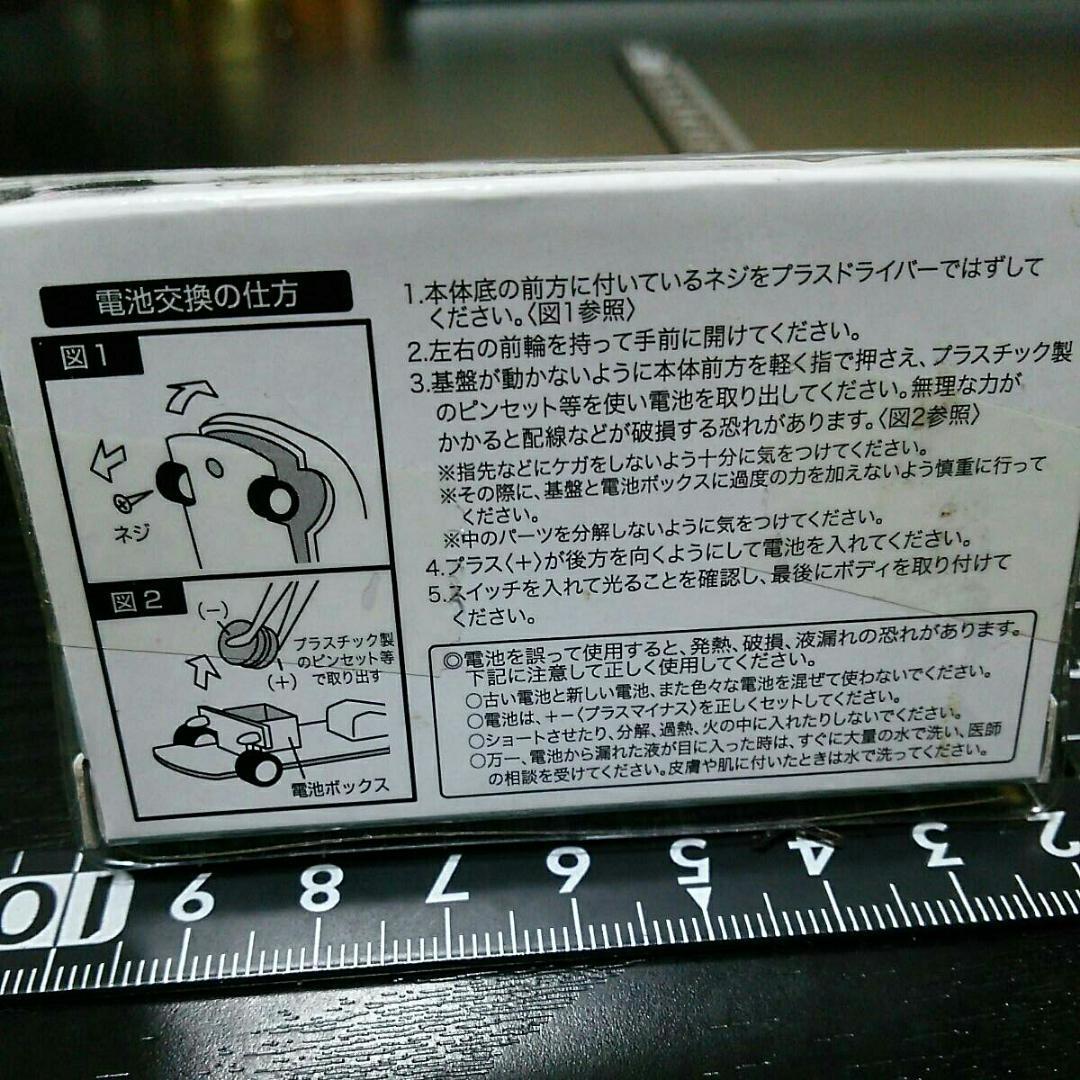 電池交換の仕方
図1
ネジ
図2
(−)
プラスチック製
のピンセット等
で取り出す
(+)
電池ボックス
1.本体底の前方に付いているネジをプラスドライバーではずして
ください。〈図1参照〉
2.左右の前輪を持って手前に開けてください。
3.基盤が動かないように本体前方を軽く指で押さえ、プラスチック製
のピンセット等を使い電池を取り出してください。無理な力が
かかると配線などが破損する恐れがあります。〈図2参照〉
※指先などにケガをしないよう十分に気をつけてください。
※その際に、基盤と電池ボックスに過度の力を加えないよう慎重に行って
ください。
※中のパーツを分解しないように気をつけてください。
4.プラス〈+〉が後方を向くようにして電池を入れてください。
5.スイッチを入れて光ることを確認し、最後にボディを取り付けて
ください。
◎電池を誤って使用すると、発熱、破損、液漏れの恐れがあります。
下記に注意して正しく使用してください。
○古い電池と新しい電池、また色々な電池を混ぜて使わないでください。
○電池は、+−〈プラスマイナス〉を正しくセットしてください。
○ショートさせたり、分解、過熱、火の中に入れたりしないでください。
○万一、電池から漏れた液が目に入った時は、すぐに大量の水で洗い、医師
の相談を受けてください。皮膚や肌に付いたときは水で洗ってください。
10 9 8 7 6 5 4 3 2